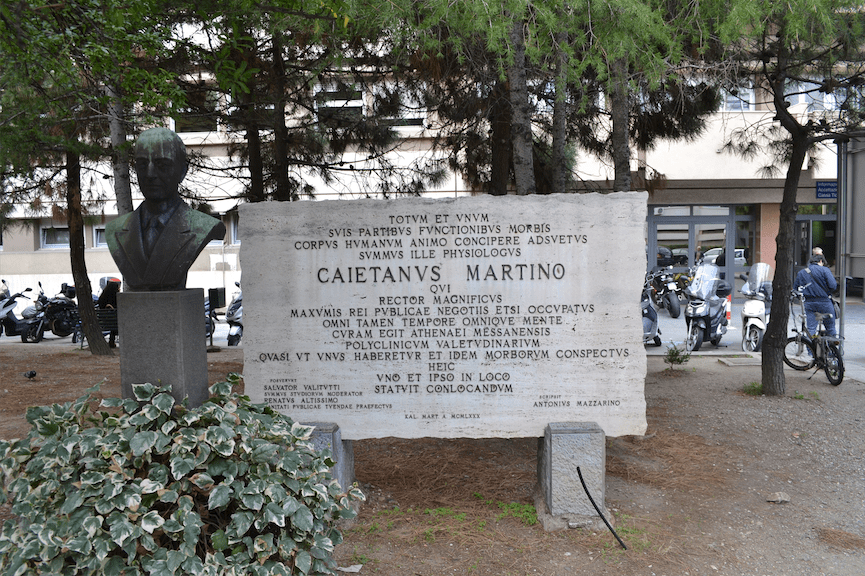 TOTVM ET VNVM
SVIS PARTIBVS FVNCTIONIBVS MORBIS
CORPVS HVMANVM ANIMO CONCIPERE ADSVETVS
SVMMVS ILLE PHYSIOLOGVS
CAIETANVS MARTINO
QVI
RECTOR MAGNIFICVS
MAXVMIS REI PVBLICAE NEGOTIIS ETSI OCCVPATVS
OMNI TAMEN TEMPORE OMNIQVE MENTE
CVRAM EGIT ATHENAEI MESSANENSIS
POLYCLINICVM VALETVDINARIVM
QVASI VT VNVS HABERETVR ET IDEM MORBORVM CONSPECTVS
HEIC
VNO ET IPSO IN LOCO
STATVIT CONLOCANDVM
POSVERVNT
SALVATOR VALITVTTI
SVMMVS STVDIORVM MODERATOR
RENATVS ALTISSIMO
SANITATI PVBLICAE TVENDAE PRAEFECTVS
SCRIPSIT
ANTONIVS MAZZARINO
KAL. MART. A. MCMLXXX